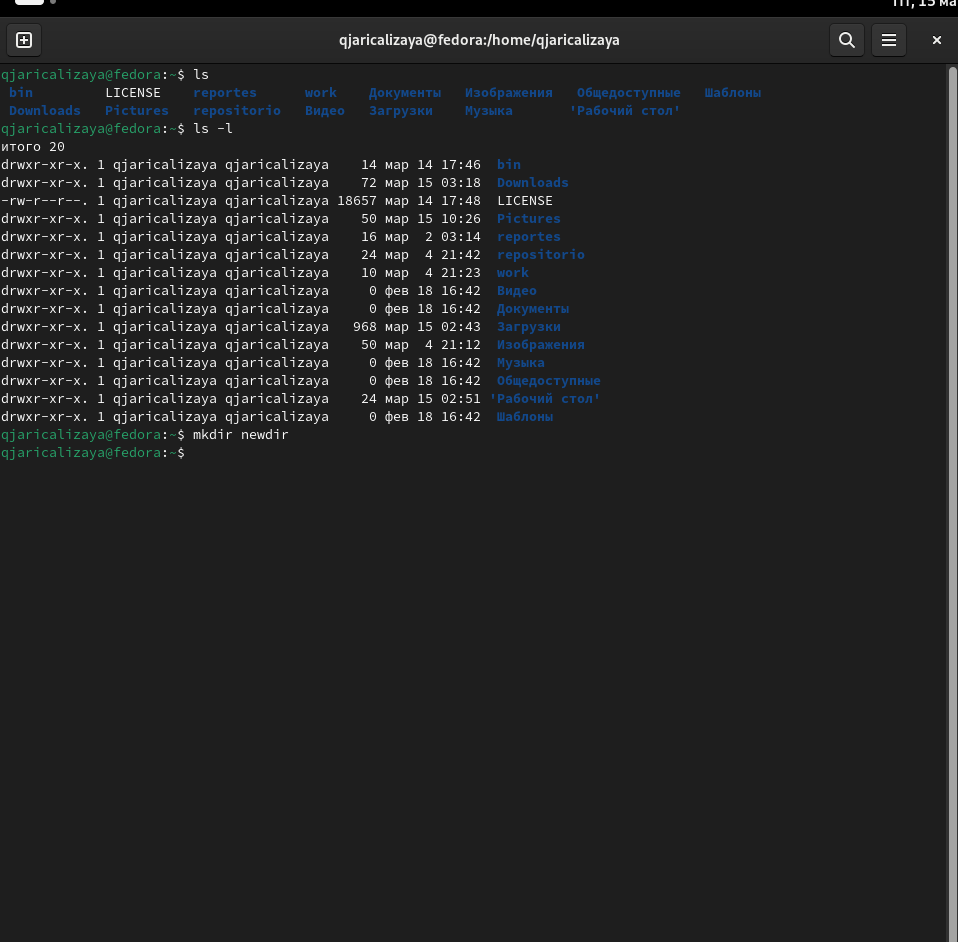 qjaricalizaya@fedora:/home/qjaricalizaya
qjaricalizaya@fedora:~$ ls
bin LICENSE reportes work Документы Изображения Общедоступные Шаблоны
Downloads Pictures repositorio Видео Загрузки Музыка 'Рабочий стол'
qjaricalizaya@fedora:~$ ls -l
итого 20
drwxr-xr-x. 1 qjaricalizaya qjaricalizaya 14 мар 14 17:46 bin
drwxr-xr-x. 1 qjaricalizaya qjaricalizaya 72 мар 15 03:18 Downloads
-rw-r--r--. 1 qjaricalizaya qjaricalizaya 18657 мар 14 17:48 LICENSE
drwxr-xr-x. 1 qjaricalizaya qjaricalizaya 50 мар 15 10:26 Pictures
drwxr-xr-x. 1 qjaricalizaya qjaricalizaya 16 мар 2 03:14 reportes
drwxr-xr-x. 1 qjaricalizaya qjaricalizaya 24 мар 4 21:42 repositorio
drwxr-xr-x. 1 qjaricalizaya qjaricalizaya 10 мар 4 21:23 work
drwxr-xr-x. 1 qjaricalizaya qjaricalizaya 0 фев 18 16:42 Видео
drwxr-xr-x. 1 qjaricalizaya qjaricalizaya 0 фев 18 16:42 Документы
drwxr-xr-x. 1 qjaricalizaya qjaricalizaya 968 мар 15 02:43 Загрузки
drwxr-xr-x. 1 qjaricalizaya qjaricalizaya 50 мар 4 21:12 Изображения
drwxr-xr-x. 1 qjaricalizaya qjaricalizaya 0 фев 18 16:42 Музыка
drwxr-xr-x. 1 qjaricalizaya qjaricalizaya 0 фев 18 16:42 Общедоступные
drwxr-xr-x. 1 qjaricalizaya qjaricalizaya 24 мар 15 02:51 'Рабочий стол'
drwxr-xr-x. 1 qjaricalizaya qjaricalizaya 0 фев 18 16:42 Шаблоны
qjaricalizaya@fedora:~$ mkdir newdir
qjaricalizaya@fedora:~$